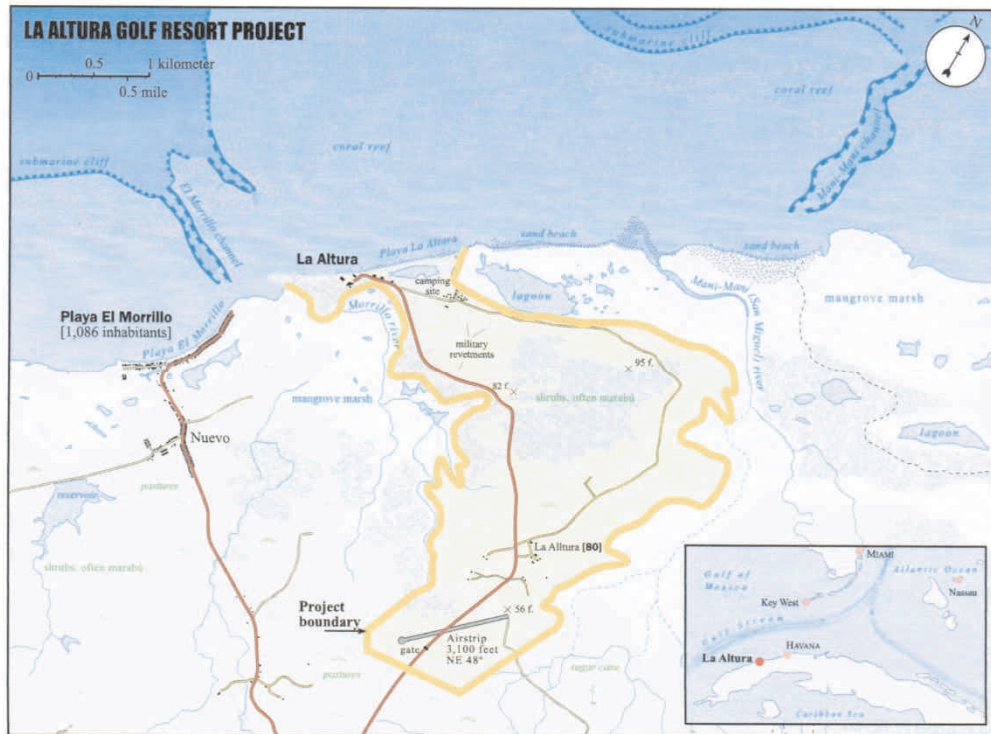 LA ALTURA GOLF RESORT PROJECT
0 0.5 1 kilometer
0.5 mile
N
submarine cliff
coral reef
coral reef
submarine cliff
El Morrillo channel
Mani-Mani channel
La Altura
Playa La Altura
sand beach
sand beach
camping
site
lagoon
Mani-Mani (San Miguel) river
mangrove marsh
Playa El Morrillo
[1,086 inhabitants]
Playa El Morrillo
Morrillo river
military
revetments
95 f.
82 f.
shrubs, often marabú
mangrove marsh
Nuevo
lagoon
pastures
reservoir
shrubs, often marabú
La Alltura [80]
Project
boundary
56 f.
Airstrip
3,100 feet
NE 48°
gate
pastures
sugar cane
MIAMI
Gulf of
Mexico
Atlantic Ocean
Nassau
Key West
Gulf Stream
HAVANA
La Altura
Caribbean Sea